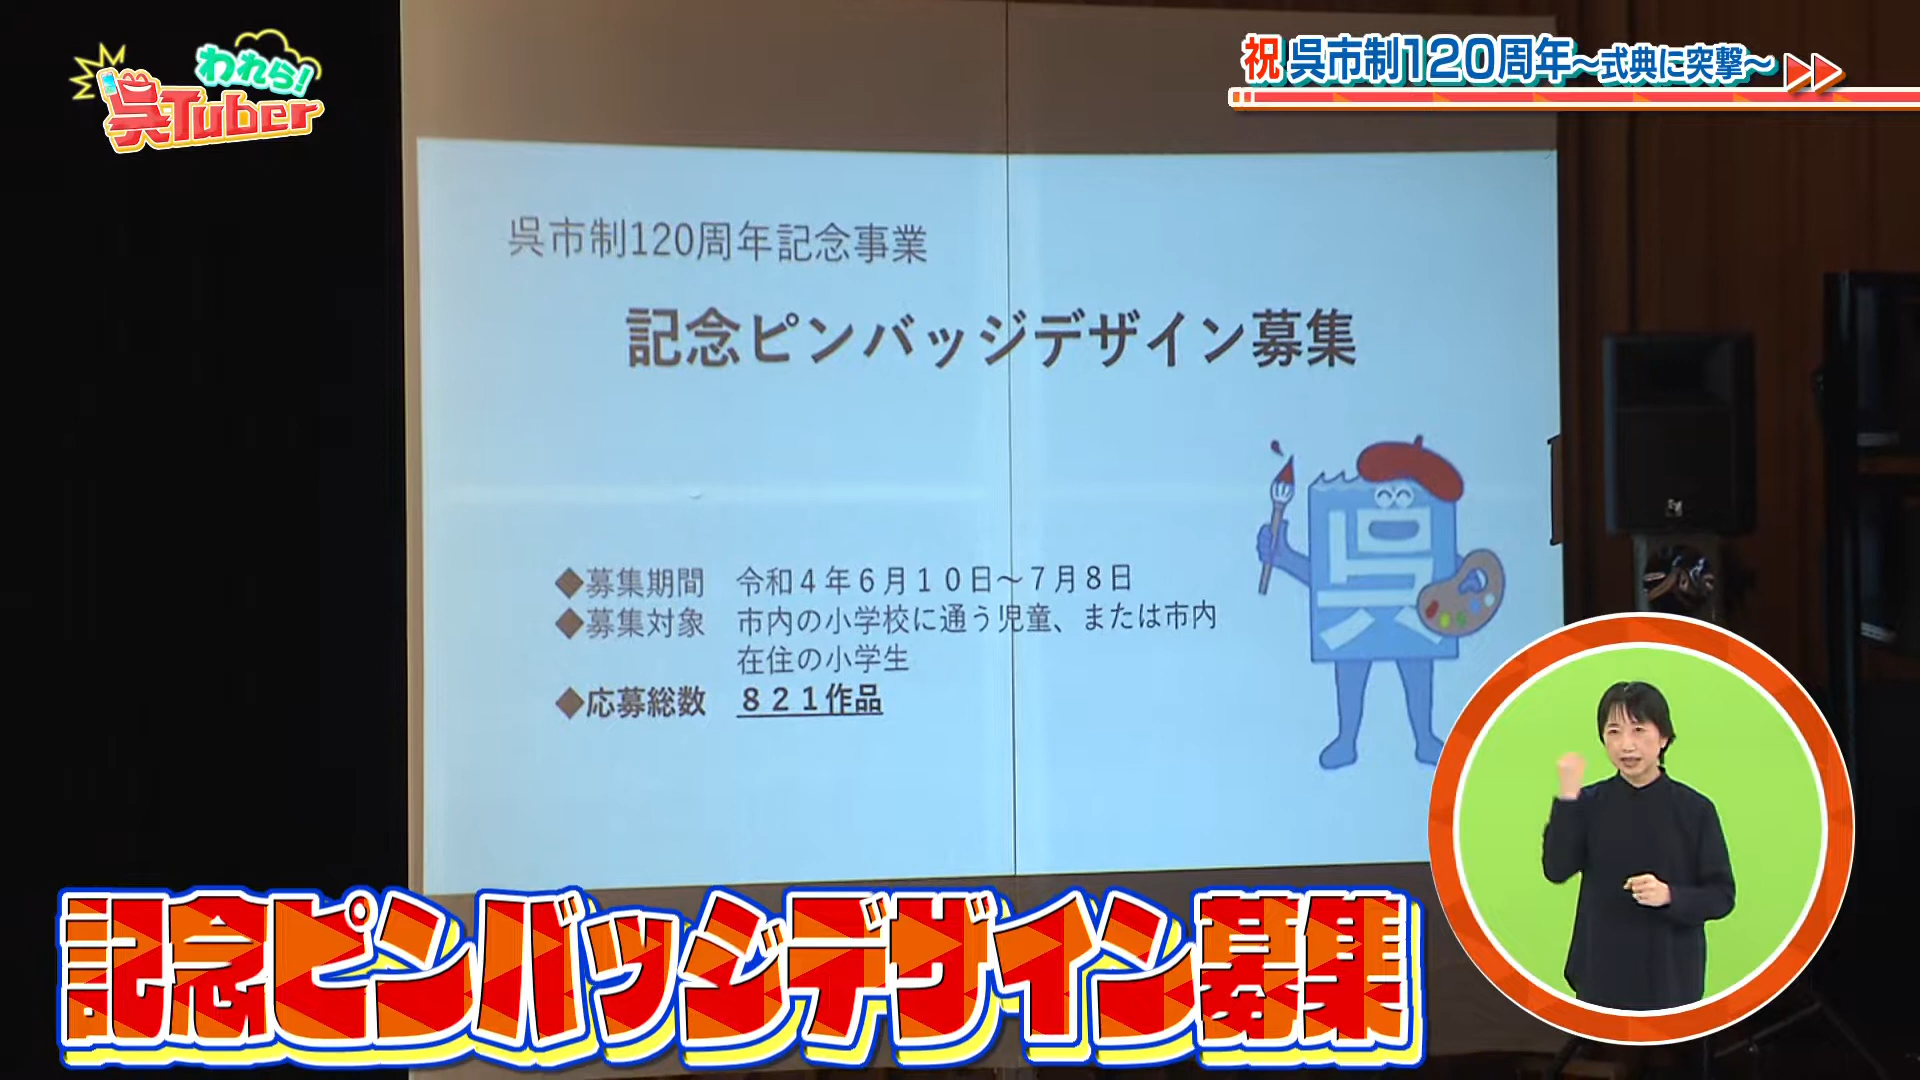 われら!
呉Tuber
祝 呉市制120周年～式典に突撃～
呉市制120周年記念事業
記念ピンバッジデザイン募集
◆募集期間 令和4年6月10日～7月8日
◆募集対象 市内の小学校に通う児童、または市内
在住の小学生
◆応募総数 821作品
呉
記念ピンバッジデザイン募集